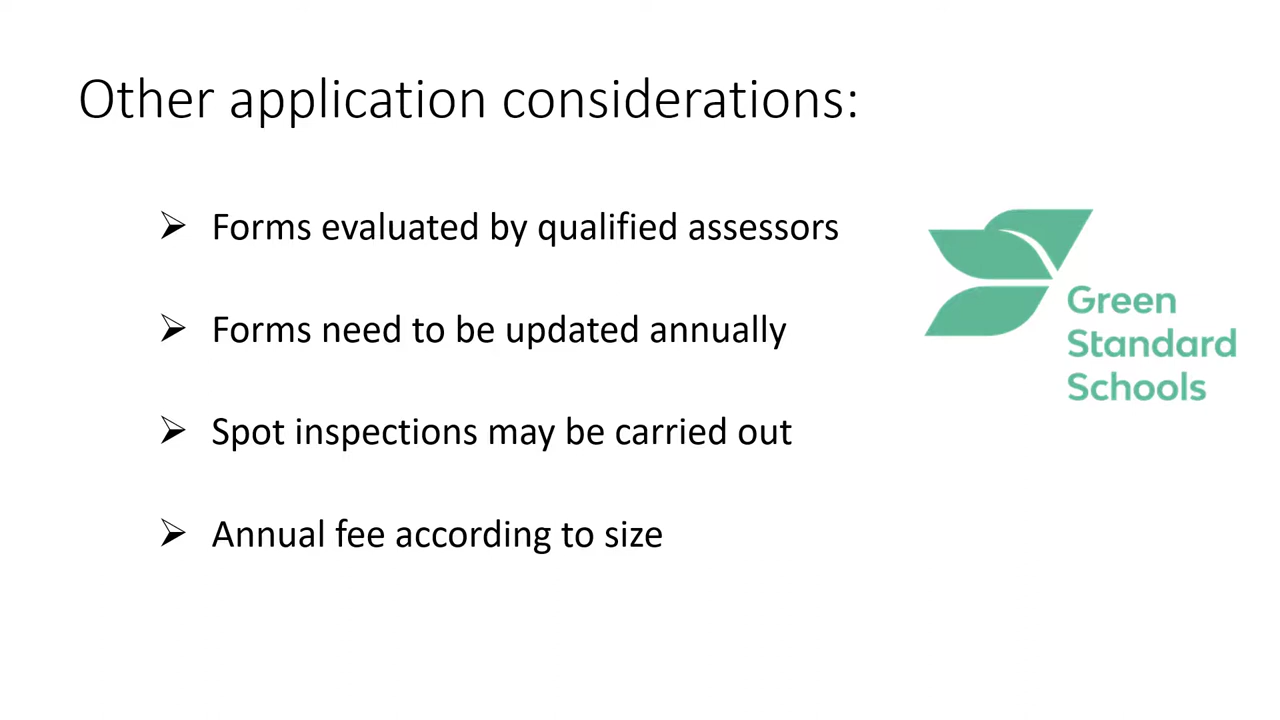 Other application considerations:
Forms evaluated by qualified assessors
Forms need to be updated annually
Spot inspections may be carried out
Annual fee according to size
Green
Standard
Schools